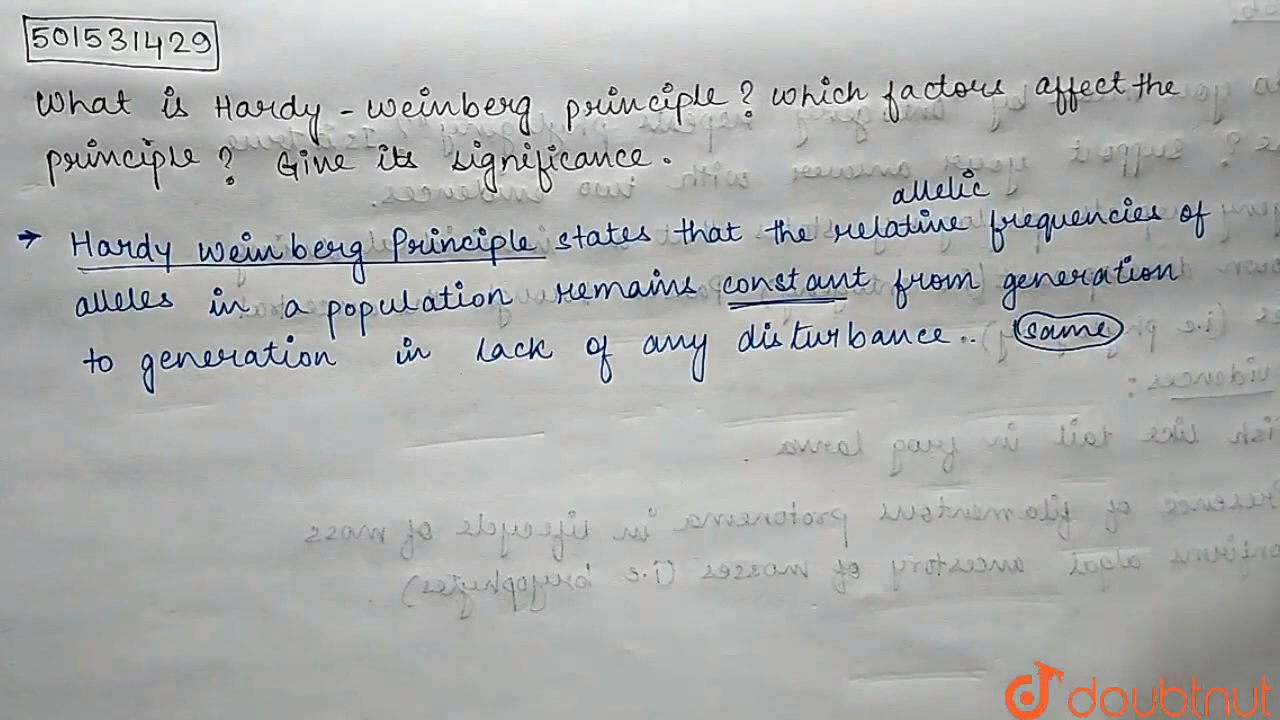 501531429
What is Hardy - Weinberg principle? Which factors affect the
principle? Give its significance.
allelic
→ Hardy Weinberg Principle states that the relative frequencies of
alleles in a population remains constant from generation
to generation in lack of any disturbance.. same
doubtnut